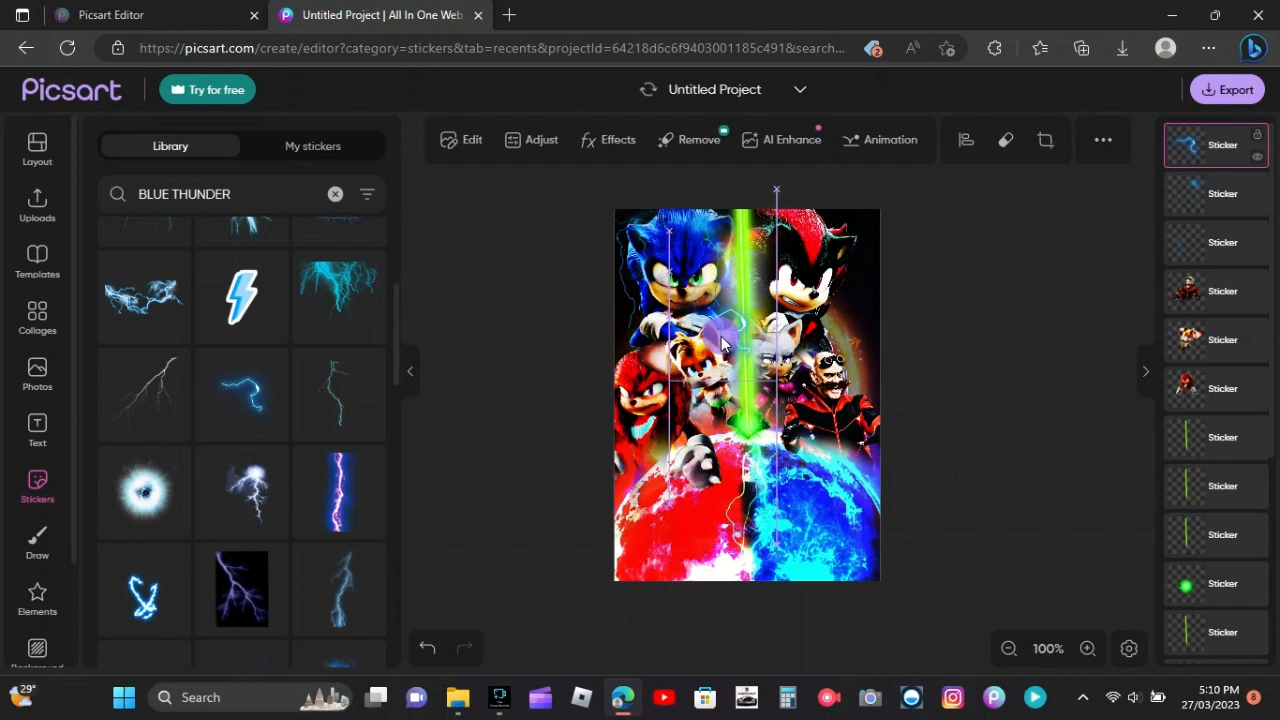 Picsart Editor
Untitled Project | All In One Web
https://picsart.com/create/editor?category=stickers&tab=recents&projectId=64218d6c6f9403001185c491&search...
2
Picsart
Try for free
Untitled Project
Export
Layout
Uploads
Templates
Collages
Photos
Text
Stickers
Draw
Elements
Library
My stickers
BLUE THUNDER
Edit
Adjust
fx Effects
Remove
AI Enhance
Animation
Sticker
Sticker
Sticker
Sticker
Sticker
Sticker
Sticker
Sticker
Sticker
Sticker
Sticker
100%
29°
Search
5:10 PM
27/03/2023
8